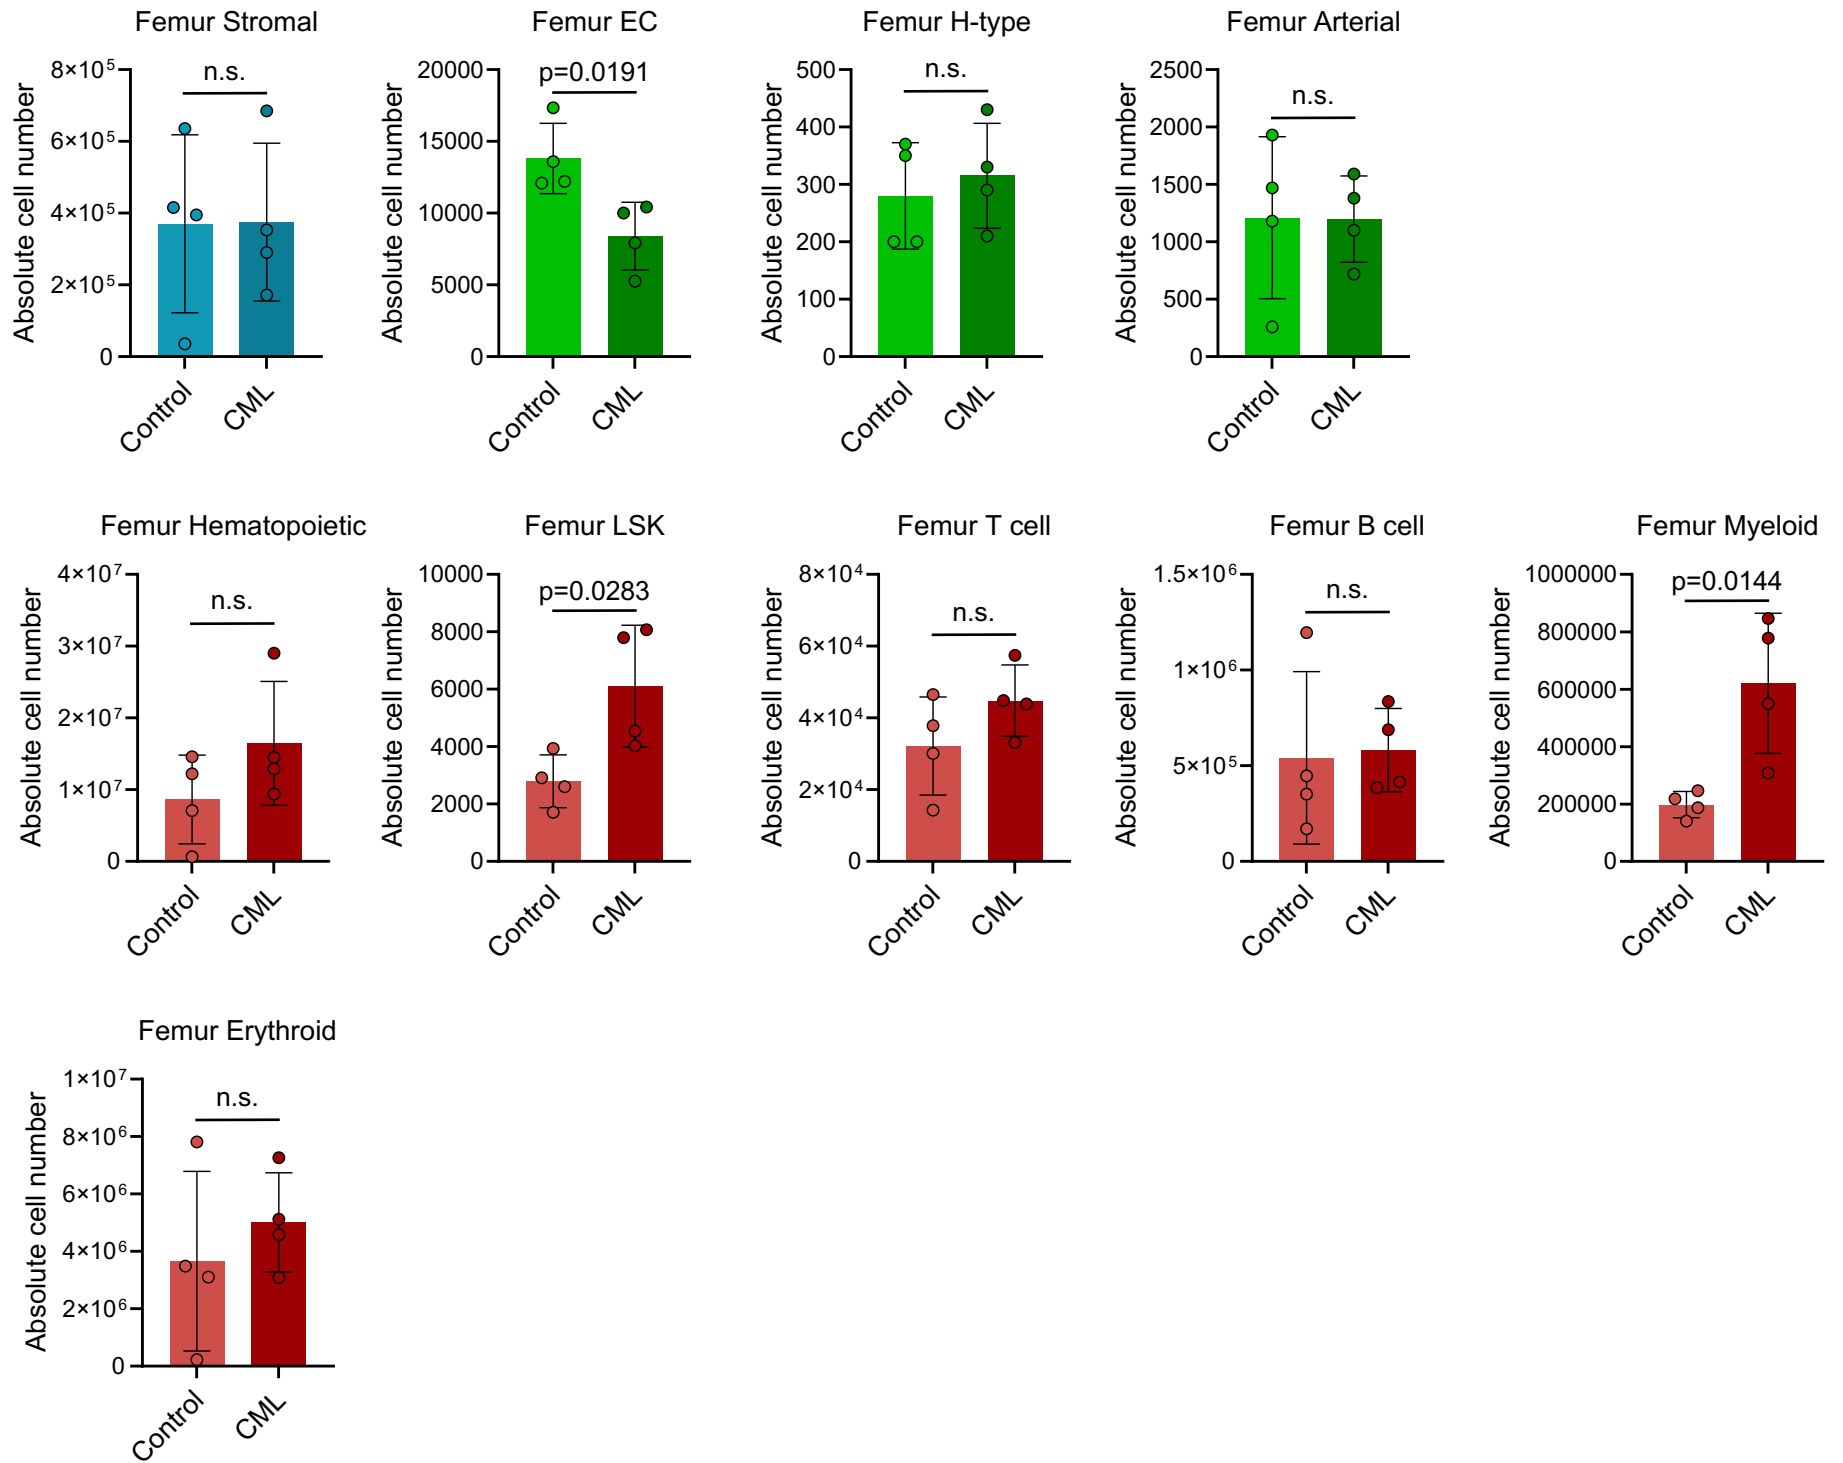 Femur Stromal
Absolute cell number
8×10⁵
6×10⁵
4×10⁵
2×10⁵
0
n.s.
Control
CML
Femur EC
Absolute cell number
20000
15000
10000
5000
0
p=0.0191
Control
CML
Femur H-type
Absolute cell number
500
400
300
200
100
0
n.s.
Control
CML
Femur Arterial
Absolute cell number
2500
2000
1500
1000
500
0
n.s.
Control
CML
Femur Hematopoietic
Absolute cell number
4×10⁷
3×10⁷
2×10⁷
1×10⁷
0
n.s.
Control
CML
Femur LSK
Absolute cell number
10000
8000
6000
4000
2000
0
p=0.0283
Control
CML
Femur T cell
Absolute cell number
8×10⁴
6×10⁴
4×10⁴
2×10⁴
0
n.s.
Control
CML
Femur B cell
Absolute cell number
1.5×10⁶
1×10⁶
5×10⁵
0
n.s.
Control
CML
Femur Myeloid
Absolute cell number
1000000
800000
600000
400000
200000
0
p=0.0144
Control
CML
Femur Erythroid
Absolute cell number
1×10⁷
8×10⁶
6×10⁶
4×10⁶
2×10⁶
0
n.s.
Control
CML